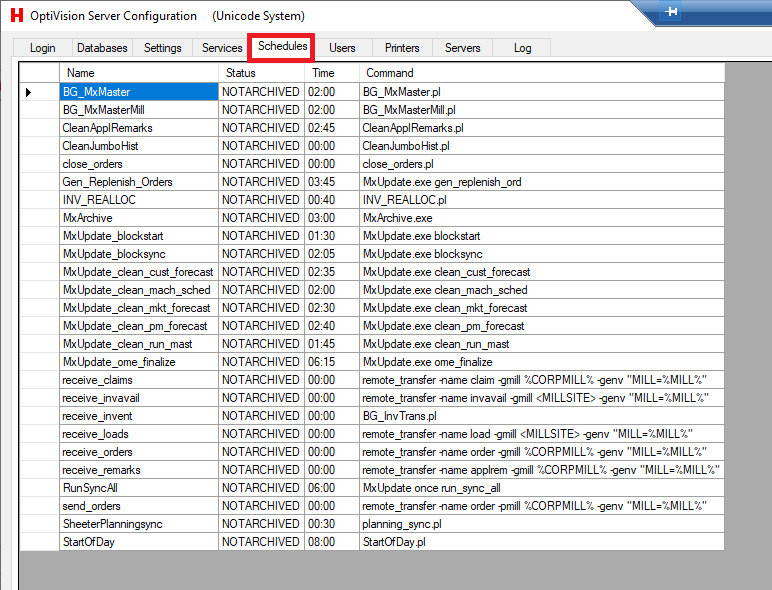 H OptiVision Server Configuration (Unicode System)
Login Databases Settings Services Schedules Users Printers Servers Log
Name Status Time Command
BG_MxMaster NOTARCHIVED 02:00 BG_MxMaster.pl
BG_MxMasterMill NOTARCHIVED 02:00 BG_MxMasterMill.pl
CleanApplRemarks NOTARCHIVED 02:45 CleanApplRemarks.pl
CleanJumboHist NOTARCHIVED 00:00 CleanJumboHist.pl
close_orders NOTARCHIVED 00:00 close_orders.pl
Gen_Replenish_Orders NOTARCHIVED 03:45 MxUpdate.exe gen_replenish_ord
INV_REALLOC NOTARCHIVED 00:40 INV_REALLOC.pl
MxArchive NOTARCHIVED 03:00 MxArchive.exe
MxUpdate_blockstart NOTARCHIVED 01:30 MxUpdate.exe blockstart
MxUpdate_blocksync NOTARCHIVED 02:05 MxUpdate.exe blocksync
MxUpdate_clean_cust_forecast NOTARCHIVED 02:35 MxUpdate.exe clean_cust_forecast
MxUpdate_clean_mach_sched NOTARCHIVED 02:00 MxUpdate.exe clean_mach_sched
MxUpdate_clean_mkt_forecast NOTARCHIVED 02:30 MxUpdate.exe clean_mkt_forecast
MxUpdate_clean_pm_forecast NOTARCHIVED 02:40 MxUpdate.exe clean_pm_forecast
MxUpdate_clean_run_mast NOTARCHIVED 01:45 MxUpdate.exe clean_run_mast
MxUpdate_ome_finalize NOTARCHIVED 06:15 MxUpdate.exe ome_finalize
receive_claims NOTARCHIVED 00:00 remote_transfer -name claim -gmill %CORPMILL% -genv "MILL=%MILL%"
receive_invavail NOTARCHIVED 00:00 remote_transfer -name invavail -gmill <MILLSITE> -genv "MILL=%MILL%"
receive_invent NOTARCHIVED 00:00 BG_InvTrans.pl
receive_loads NOTARCHIVED 00:00 remote_transfer -name load -gmill <MILLSITE> -genv "MILL=%MILL%"
receive_orders NOTARCHIVED 00:00 remote_transfer -name order -gmill %CORPMILL% -genv "MILL=%MILL%"
receive_remarks NOTARCHIVED 00:00 remote_transfer -name applrem -gmill %CORPMILL% -genv "MILL=%MILL%"
RunSyncAll NOTARCHIVED 06:00 MxUpdate once run_sync_all
send_orders NOTARCHIVED 00:00 remote_transfer -name order -pmill %CORPMILL% -genv "MILL=%MILL%"
SheeterPlanningsync NOTARCHIVED 00:30 planning_sync.pl
StartOfDay NOTARCHIVED 08:00 StartOfDay.pl